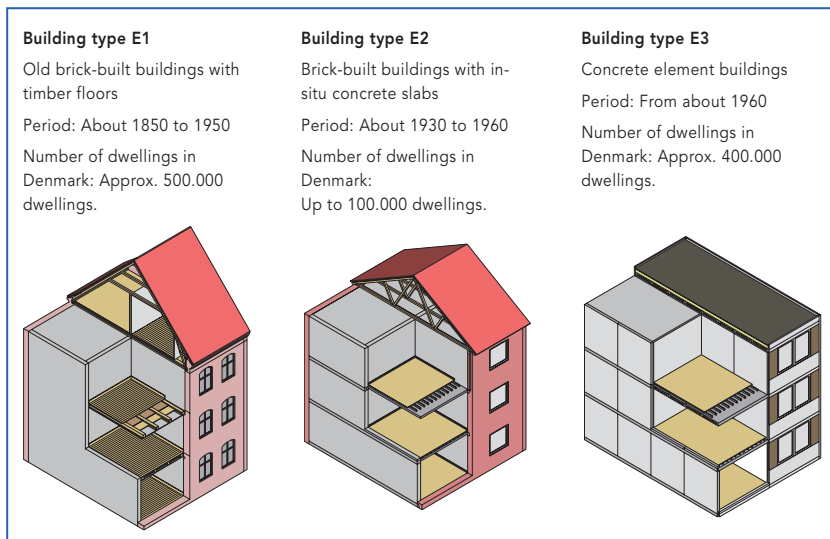 Building type E1
Old brick-built buildings with
timber floors
Period: About 1850 to 1950
Number of dwellings in
Denmark: Approx. 500.000
dwellings.
Building type E2
Brick-built buildings with in-
situ concrete slabs
Period: About 1930 to 1960
Number of dwellings in
Denmark:
Up to 100.000 dwellings.
Building type E3
Concrete element buildings
Period: From about 1960
Number of dwellings in
Denmark: Approx. 400.000
dwellings.